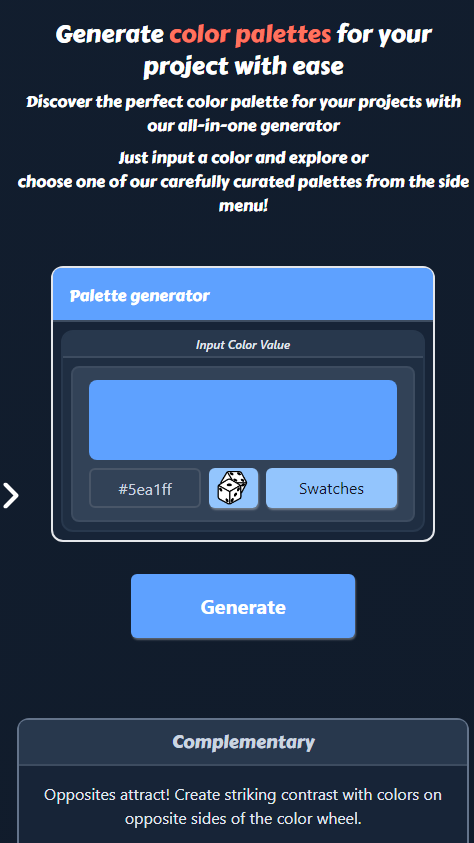 Generate color palettes for your
project with ease
Discover the perfect color palette for your projects with
our all-in-one generator
Just input a color and explore or
choose one of our carefully curated palettes from the side
menu!
Palette generator
Input Color Value
#5ea1ff
Swatches
Generate
Complementary
Opposites attract! Create striking contrast with colors on
opposite sides of the color wheel.